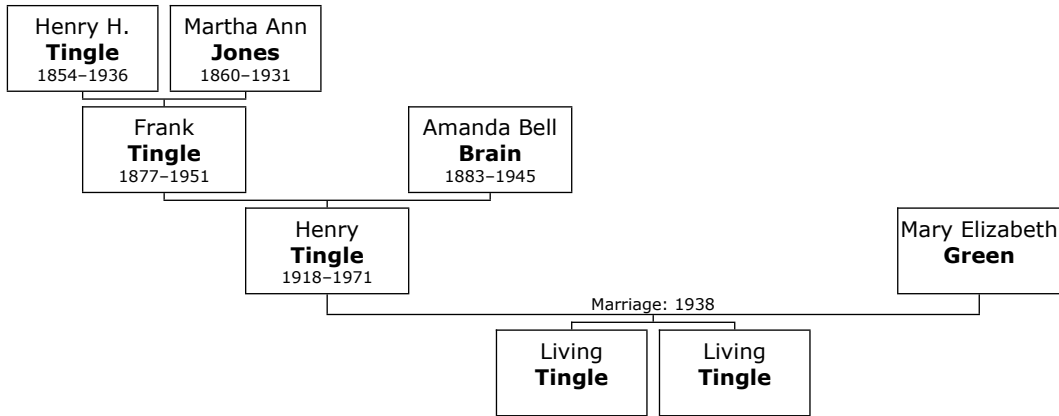 Henry H.
Tingle
1854–1936
Martha Ann
Jones
1860–1931
Frank
Tingle
1877–1951
Amanda Bell
Brain
1883–1945
Henry
Tingle
1918–1971
Mary Elizabeth
Green
Marriage: 1938
Living
Tingle
Living
Tingle